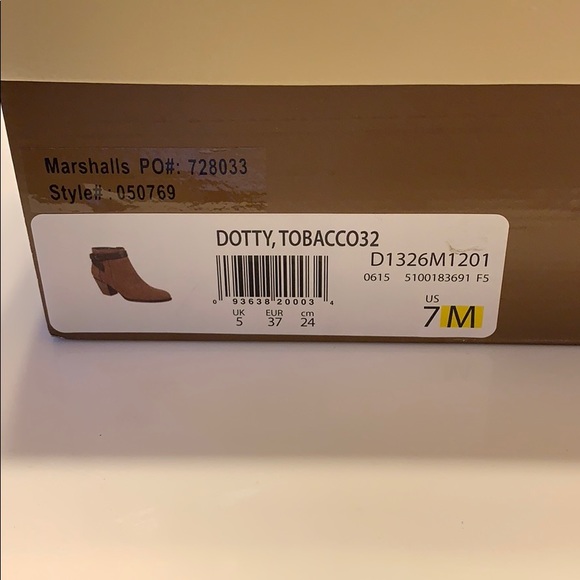 Marshalls PO#: 728033
Style# : 050769
DOTTY, TOBACCO32
D1326M1201
0615 5100183691 F5
0 93638 20003 4
UK EUR cm
5 37 24
US
7 M